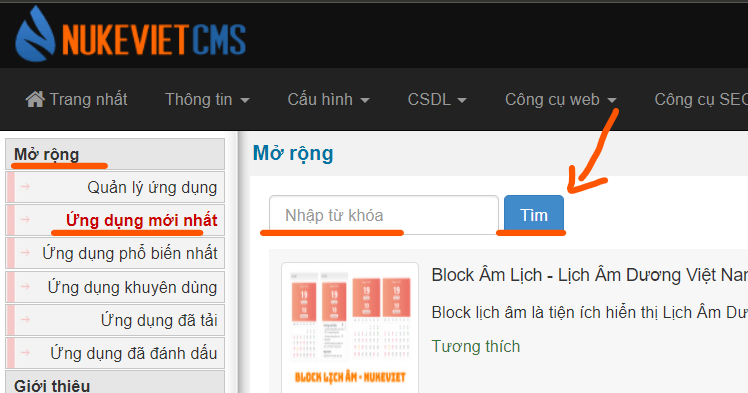 NUKEVIETCMS
Trang nhất Thông tin Cấu hình CSDL Công cụ web Công cụ SEO
Mở rộng
Quản lý ứng dụng
Ứng dụng mới nhất
Ứng dụng phổ biến nhất
Ứng dụng khuyên dùng
Ứng dụng đã tải
Ứng dụng đã đánh dấu
Giới thiệu
Mở rộng
Nhập từ khóa Tìm
Block Âm Lịch - Lịch Âm Dương Việt Nam
Block lịch âm là tiện ích hiển thị Lịch Âm Dư
Tương thích
19 19
BLOCK LỊCH ÂM - NUKEVIET